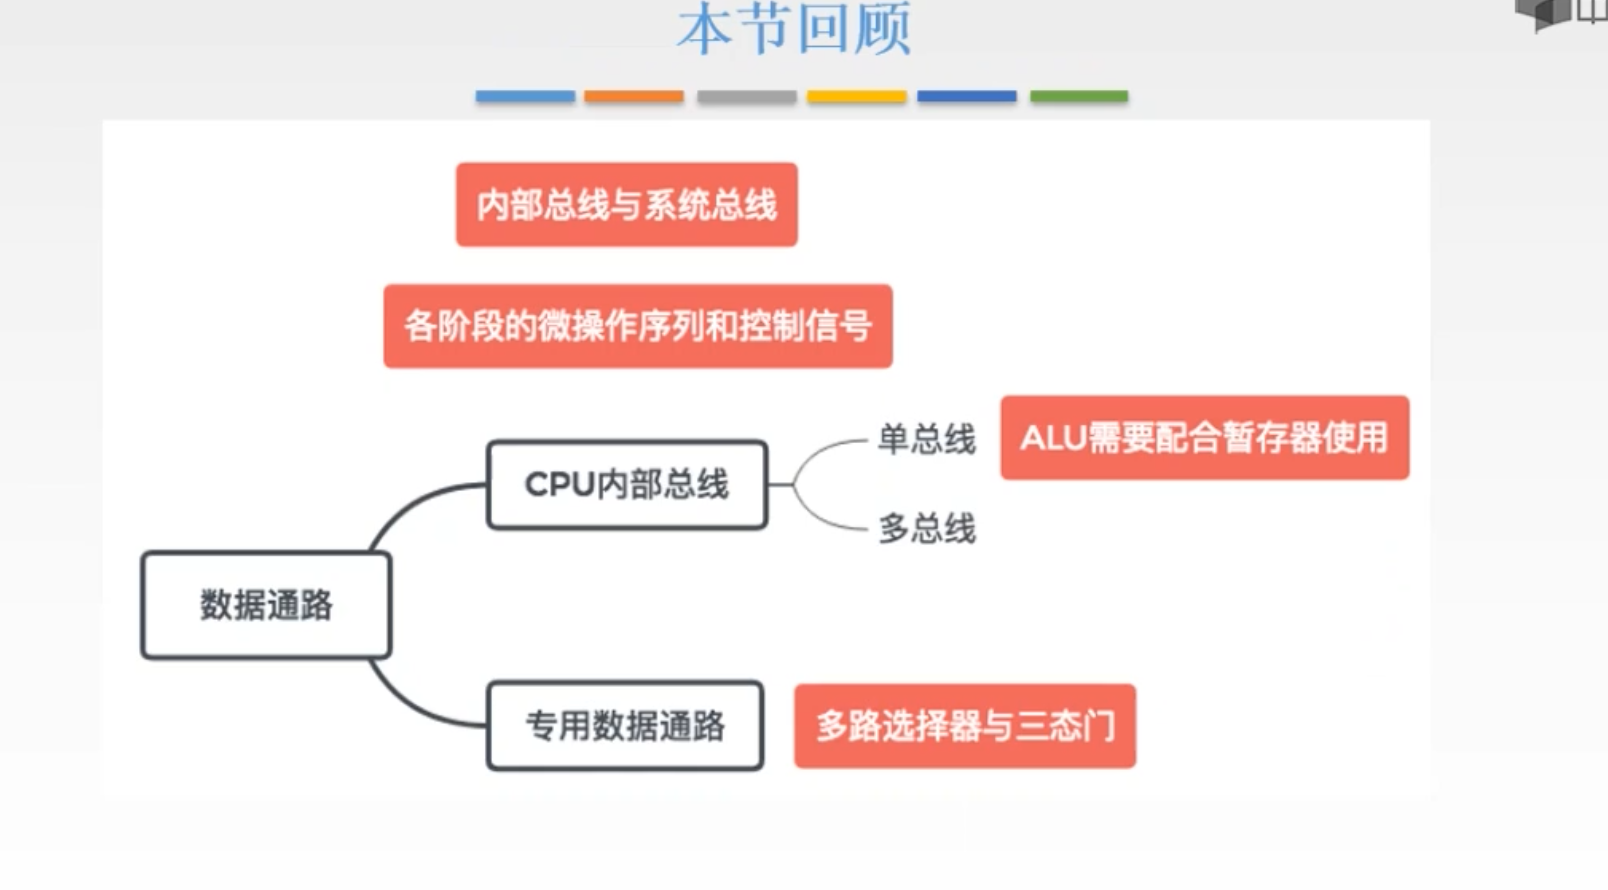 本节回顾
内部总线与系统总线
各阶段的微操作序列和控制信号
单总线
ALU需要配合暂存器使用
CPU内部总线
多总线
数据通路
专用数据通路
多路选择器与三态门